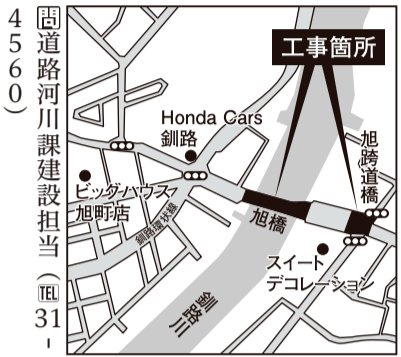 問道路河川課建設担当（TEL31-4560）
工事箇所
Honda Cars
釧路
旭跨道橋
ビッグハウス
旭町店
釧路環状線
旭橋
スイート
デコレーション
釧路川